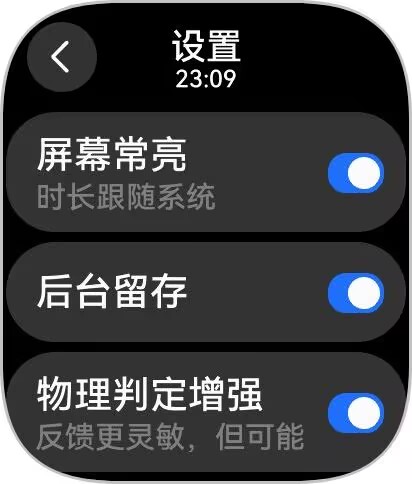 设置
23:09
屏幕常亮
时长跟随系统
后台留存
物理判定增强
反馈更灵敏，但可能